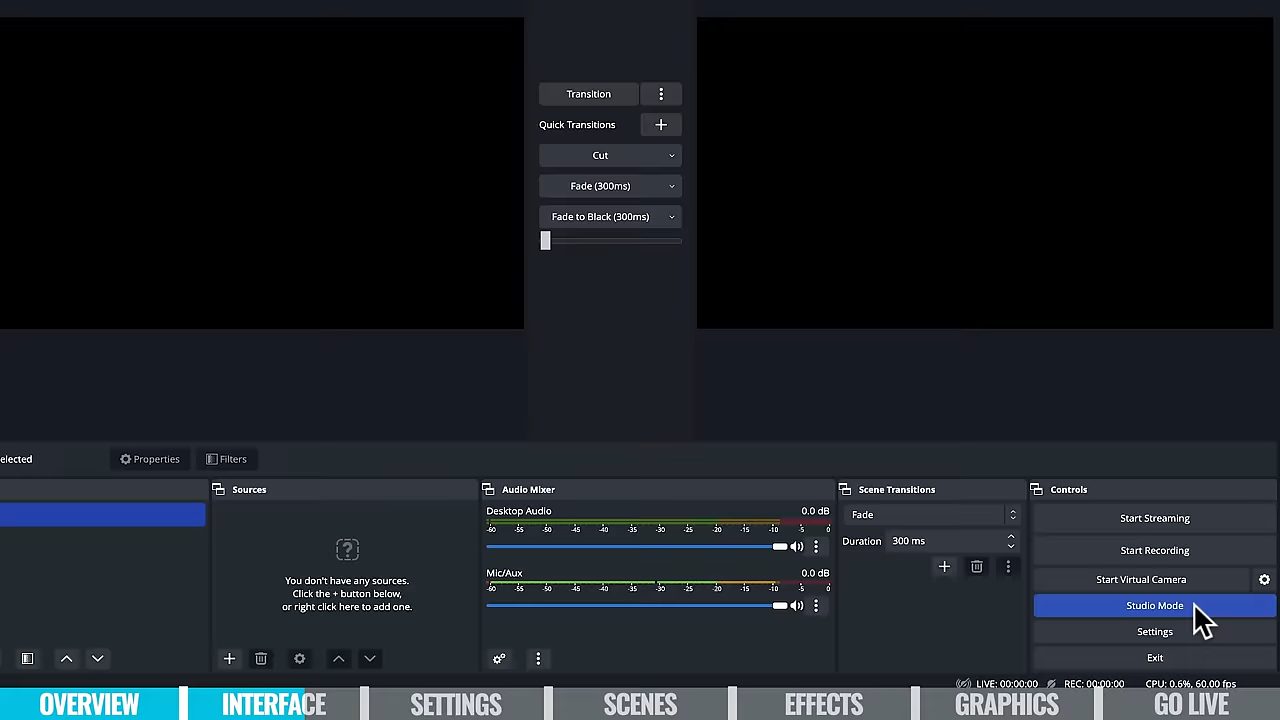 Transition
Quick Transitions
Cut
Fade (300ms)
Fade to Black (300ms)
elected
Properties
Filters
Sources
You don't have any sources.
Click the + button below,
or right click here to add one.
Audio Mixer
Desktop Audio
0.0 dB
-60 -55 -50 -45 -40 -35 -30 -25 -20 -15 -10 -5 0
Mic/Aux
0.0 dB
-60 -55 -50 -45 -40 -35 -30 -25 -20 -15 -10 -5 0
Scene Transitions
Fade
Duration 300 ms
Controls
Start Streaming
Start Recording
Start Virtual Camera
Studio Mode
Settings
Exit
LIVE: 00:00:00 REC: 00:00:00 CPU: 0.6%, 60.00 fps
OVERVIEW INTERFACE SETTINGS SCENES EFFECTS GRAPHICS GO LIVE